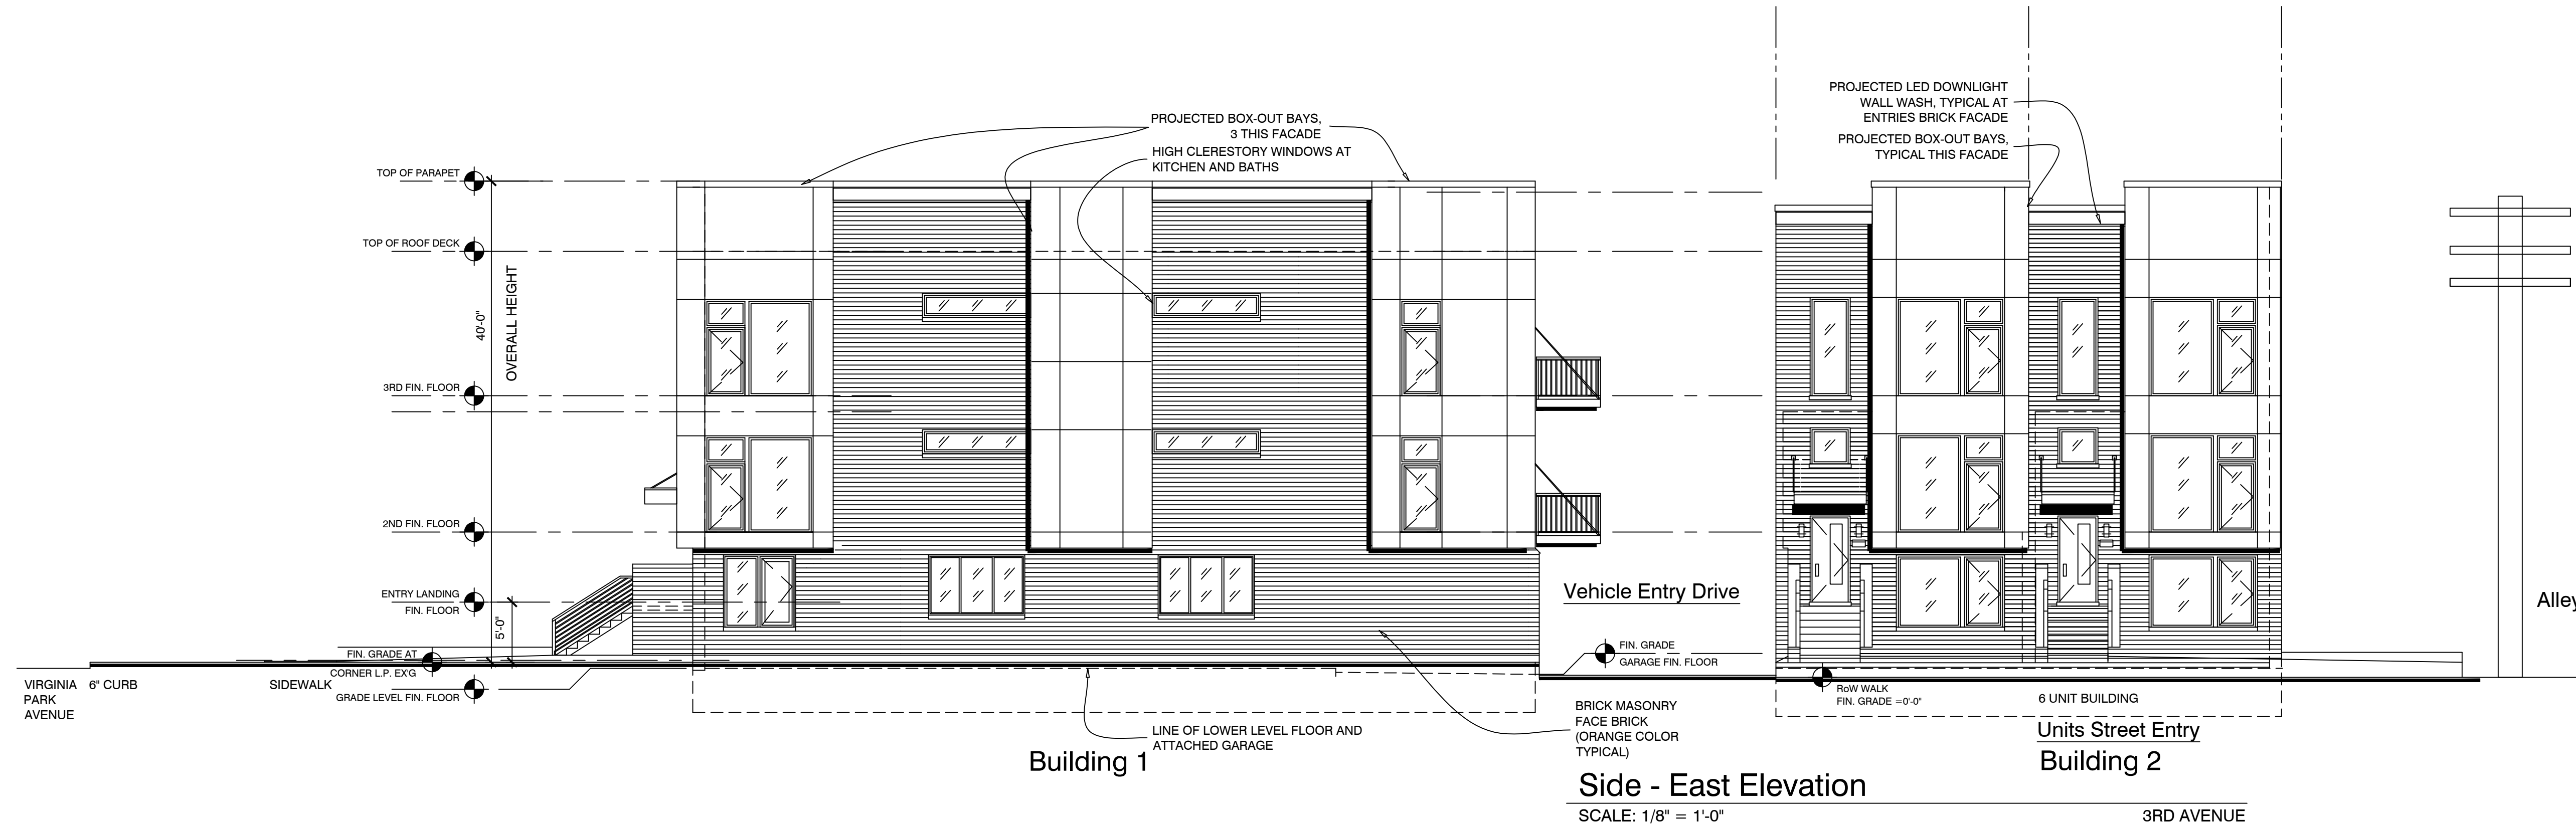 PROJECTED LED DOWNLIGHT
WALL WASH, TYPICAL AT
ENTRIES BRICK FACADE
PROJECTED BOX-OUT BAYS,
TYPICAL THIS FACADE
PROJECTED BOX-OUT BAYS,
3 THIS FACADE
HIGH CLERESTORY WINDOWS AT
KITCHEN AND BATHS
TOP OF PARAPET
TOP OF ROOF DECK
OVERALL HEIGHT
40'-0"
3RD FIN. FLOOR
2ND FIN. FLOOR
ENTRY LANDING
FIN. FLOOR
5'-0"
FIN. GRADE AT
CORNER L.P. EX'G
GRADE LEVEL FIN. FLOOR
VIRGINIA
PARK
AVENUE
6" CURB
SIDEWALK
Vehicle Entry Drive
FIN. GRADE
GARAGE FIN. FLOOR
Alley
RoW WALK
FIN. GRADE =0'-0"
6 UNIT BUILDING
LINE OF LOWER LEVEL FLOOR AND
ATTACHED GARAGE
BRICK MASONRY
FACE BRICK
(ORANGE COLOR
TYPICAL)
Building 1
Units Street Entry
Building 2
Side - East Elevation
SCALE: 1/8" = 1'-0"
3RD AVENUE